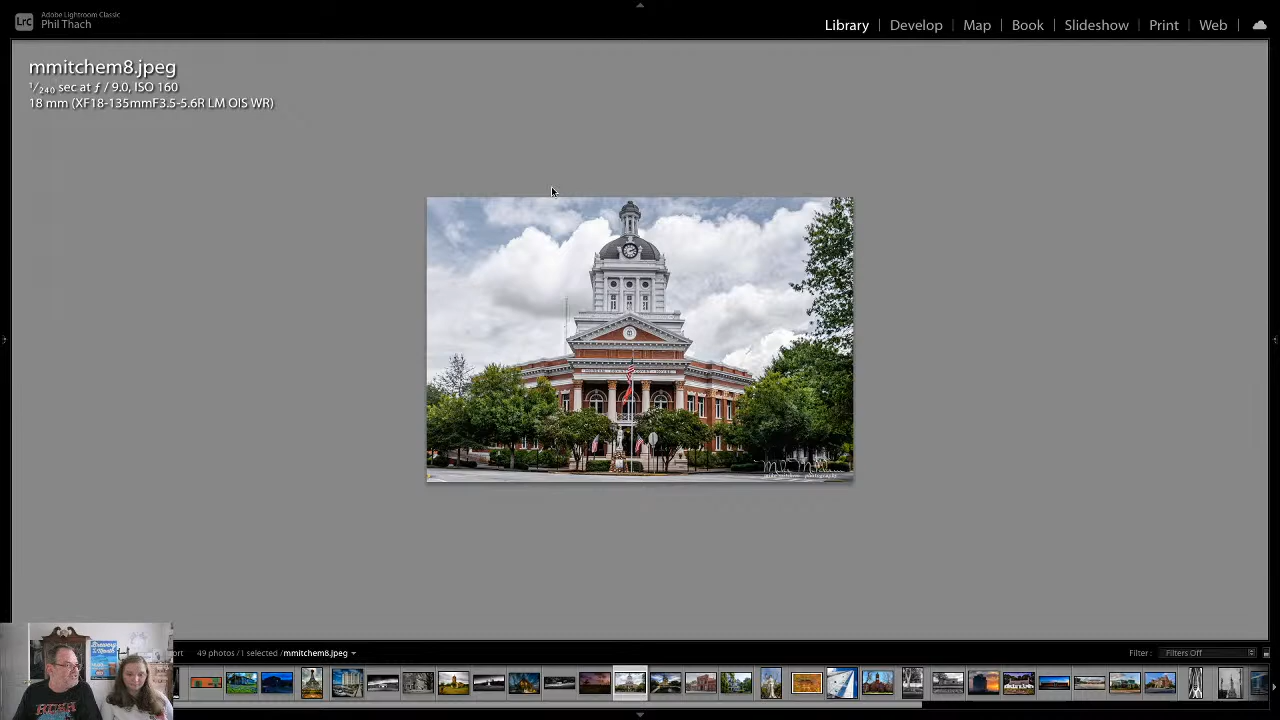 Lrc
Adobe Lightroom Classic
Phil Thach
Library | Develop | Map | Book | Slideshow | Print | Web
mmitchem8.jpeg
1/240 sec at ƒ / 9.0, ISO 160
18 mm (XF18-135mmF3.5-5.6R LM OIS WR)
49 photos / 1 selected / mmitchem8.jpeg
Filter : Filters Off